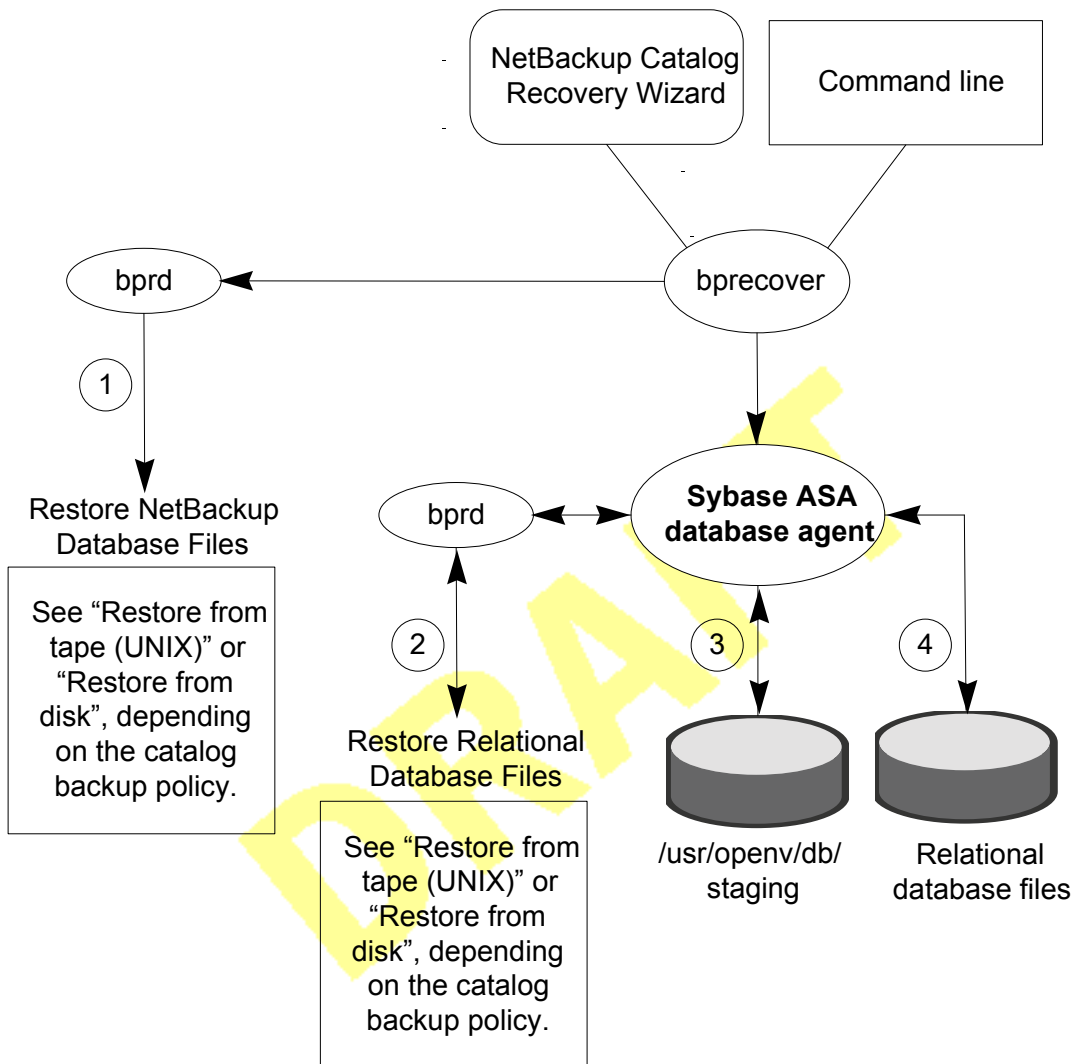 NetBackup Catalog
Recovery Wizard
Command line
bprd
bprecover
1
Restore NetBackup
Database Files
See “Restore from
tape (UNIX)” or
“Restore from
disk”, depending
on the catalog
backup policy.
bprd
Sybase ASA
database agent
2
3
4
Restore Relational
Database Files
See “Restore from
tape (UNIX)” or
“Restore from
disk”, depending
on the catalog
backup policy.
/usr/openv/db/
staging
Relational
database files
DRAFT